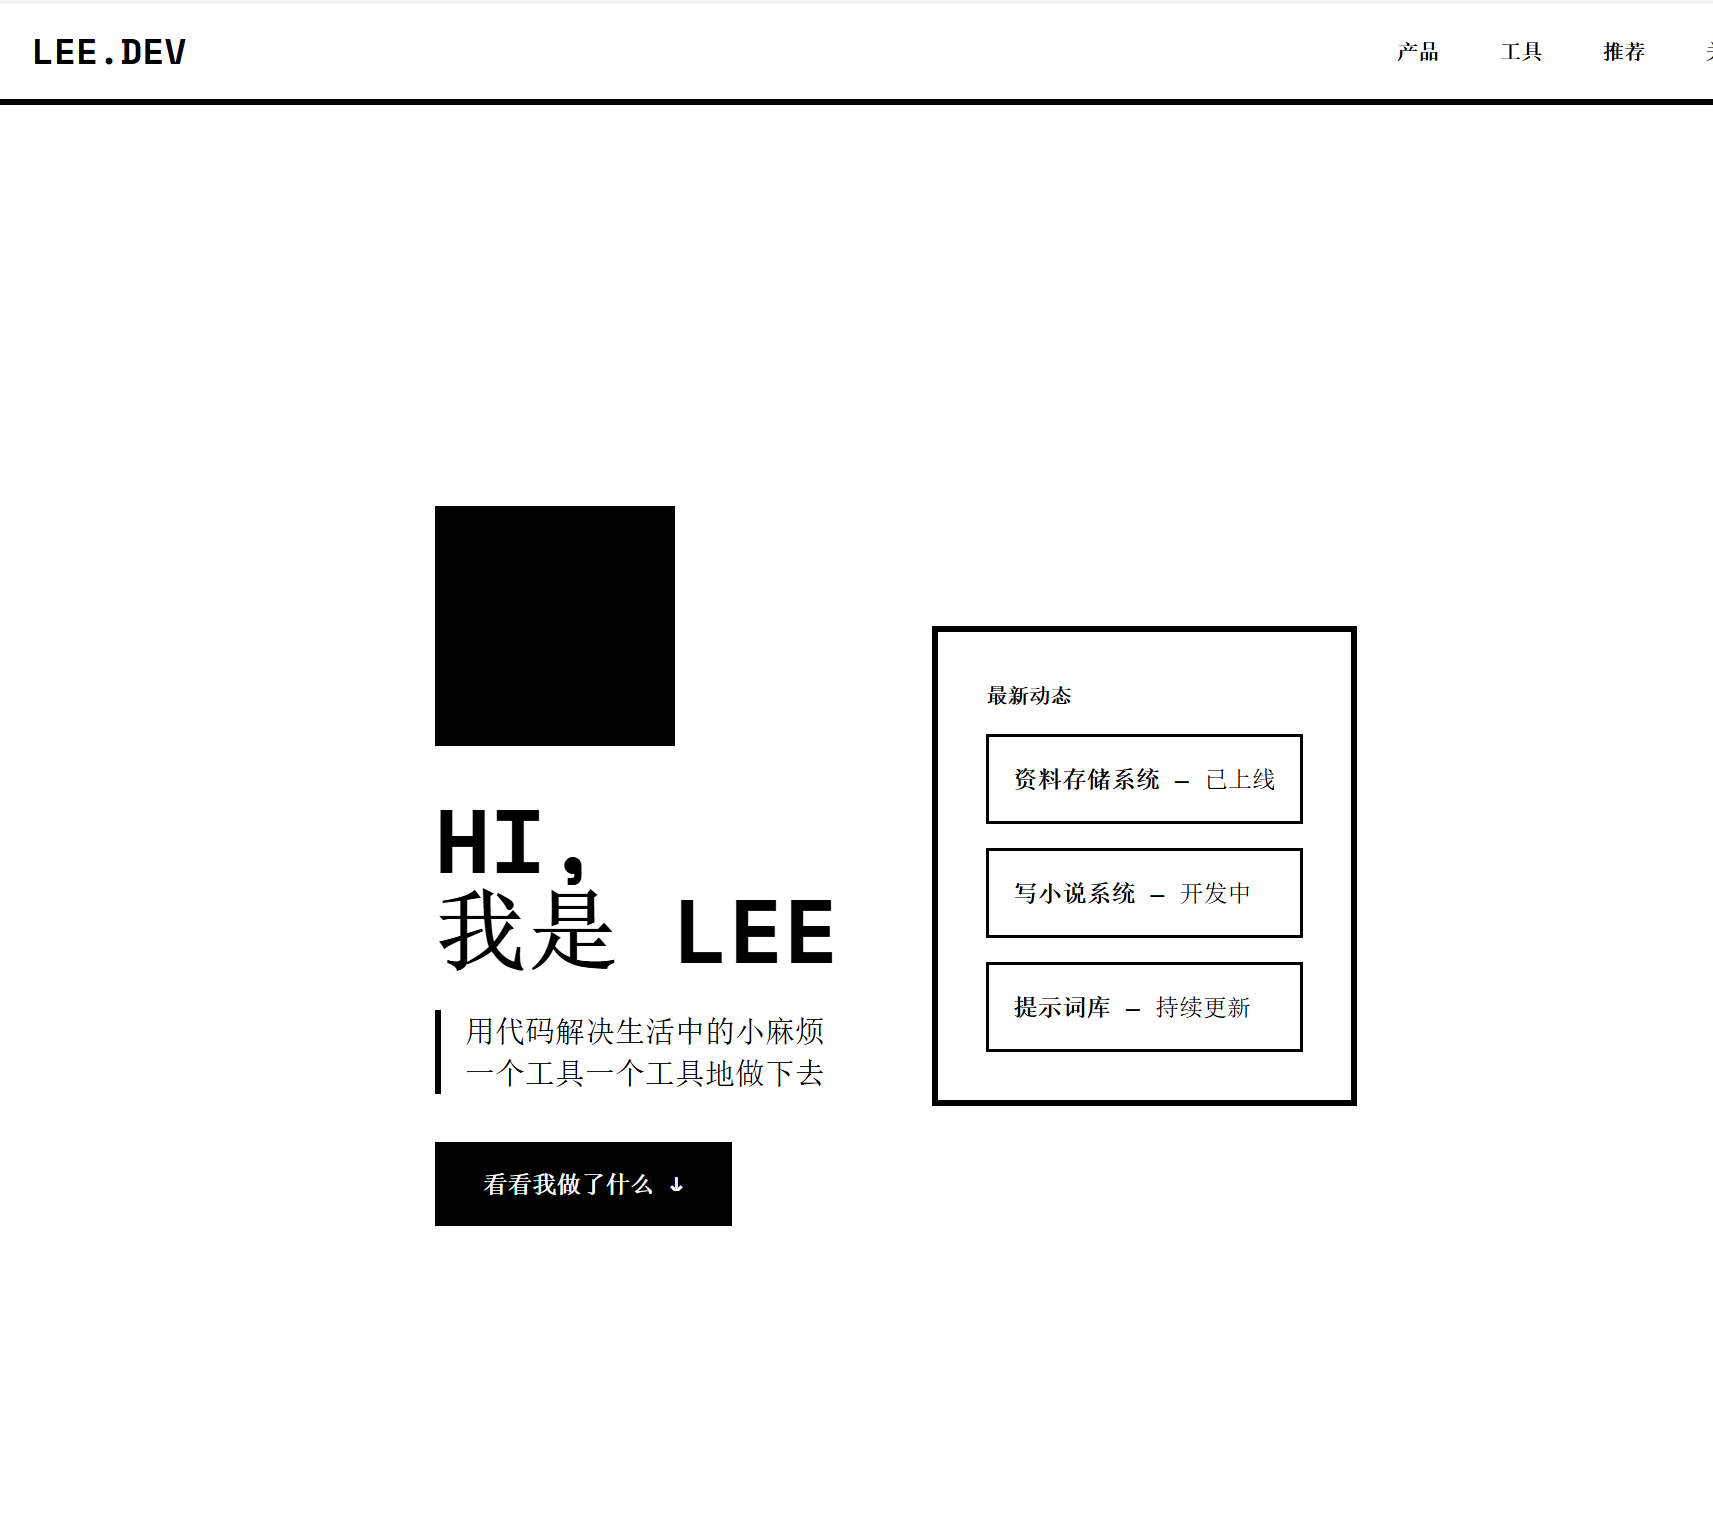 LEE.DEV
产品 工具 推荐
HI,
我是 LEE
用代码解决生活中的小麻烦
一个工具一个工具地做下去
看看我做了什么 ↓
最新动态
资料存储系统 — 已上线
写小说系统 — 开发中
提示词库 — 持续更新